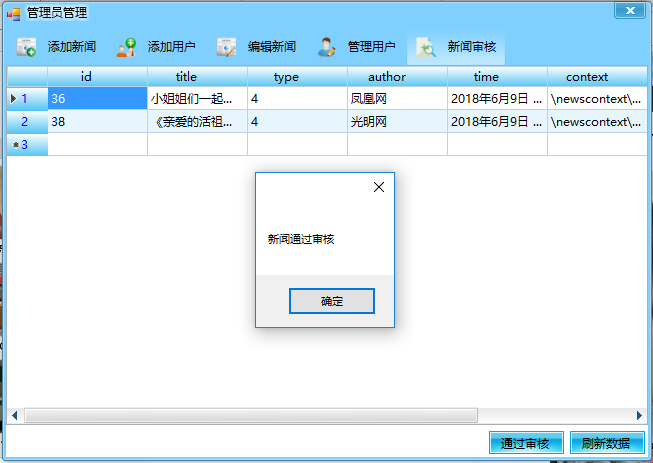 管理员管理
添加新闻 添加用户 编辑新闻 管理用户 新闻审核
id title type author time context
1 36 小姐姐们一起... 4 凤凰网 2018年6月9日 ... \newscontext\...
2 38 《亲爱的活祖... 4 光明网 2018年6月9日 ... \newscontext\...
3
新闻通过审核
确定
通过审核 刷新数据